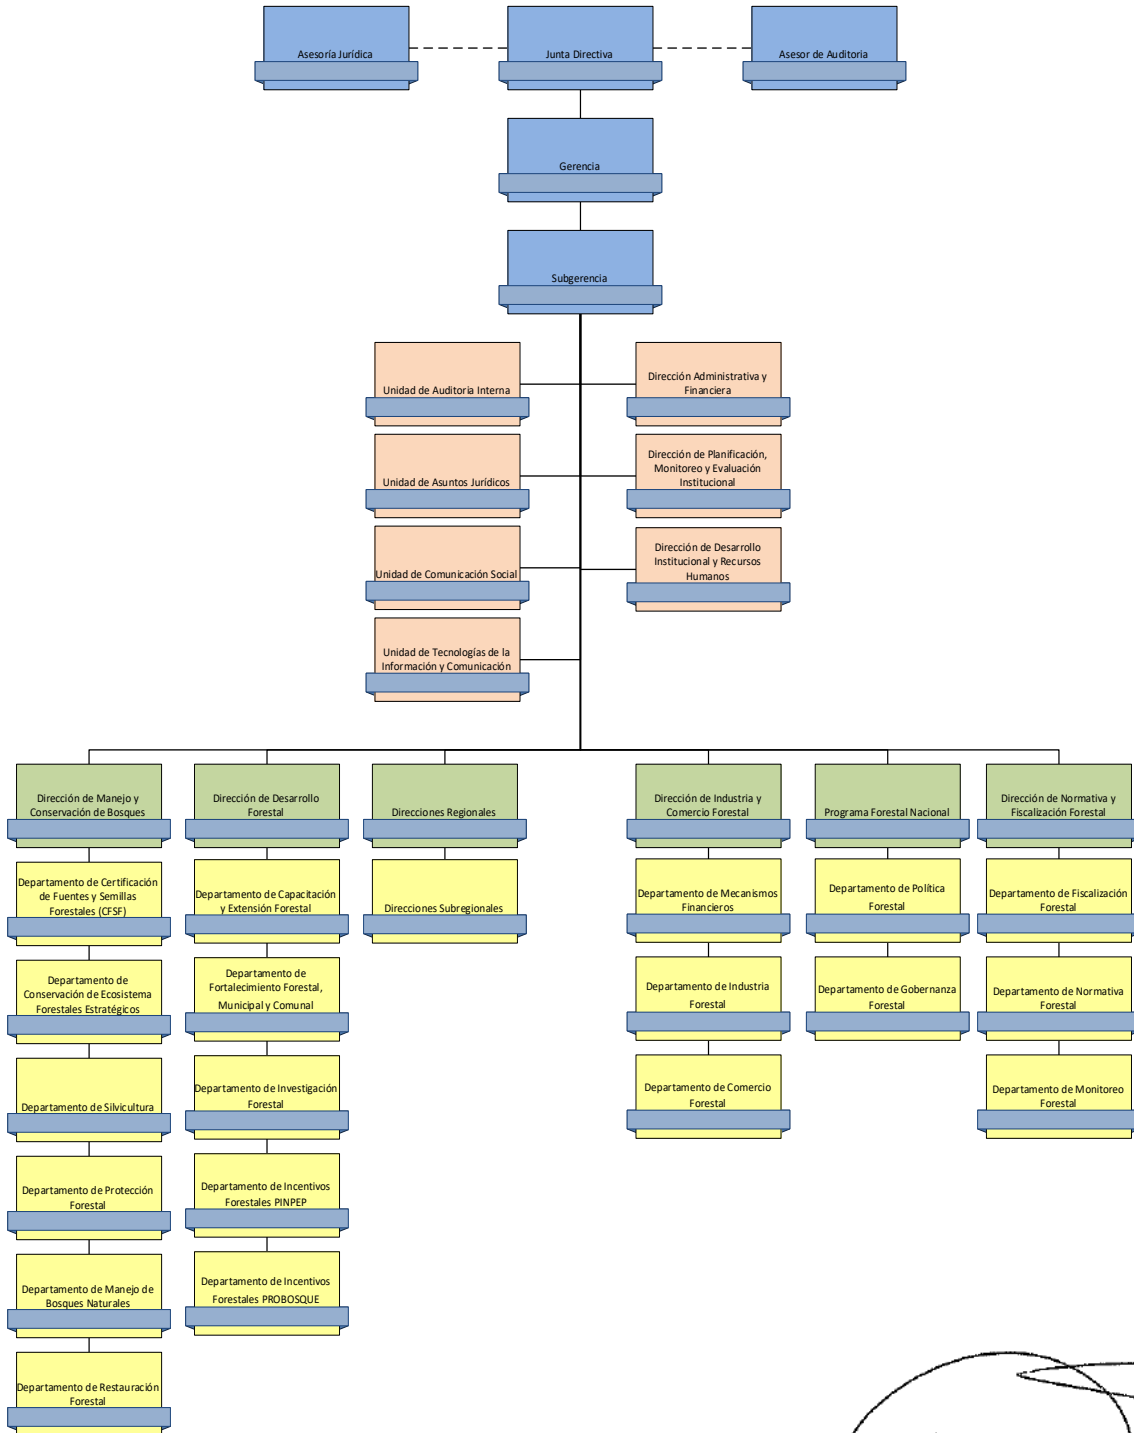 Asesoría Jurídica
Junta Directiva
Asesor de Auditoria
Gerencia
Subgerencia
Unidad de Auditoria Interna
Dirección Administrativa y
Financiera
Unidad de Asuntos Jurídicos
Dirección de Planificación,
Monitoreo y Evaluación
Institucional
Unidad de Comunicación Social
Dirección de Desarrollo
Institucional y Recursos
Humanos
Unidad de Tecnologías de la
Información y Comunicación
Dirección de Manejo y
Conservación de Bosques
Departamento de Certificación
de Fuentes y Semillas
Forestales (CFSF)
Departamento de
Conservación de Ecosistema
Forestales Estratégicos
Departamento de Silvicultura
Departamento de Protección
Forestal
Departamento de Manejo de
Bosques Naturales
Departamento de Restauración
Forestal
Dirección de Desarrollo
Forestal
Departamento de Capacitación
y Extensión Forestal
Departamento de
Fortalecimiento Forestal,
Municipal y Comunal
Departamento de Investigación
Forestal
Departamento de Incentivos
Forestales PINPEP
Departamento de Incentivos
Forestales PROBOSQUE
Direcciones Regionales
Direcciones Subregionales
Dirección de Industria y
Comercio Forestal
Departamento de Mecanismos
Financieros
Departamento de Industria
Forestal
Departamento de Comercio
Forestal
Programa Forestal Nacional
Departamento de Política
Forestal
Departamento de Gobernanza
Forestal
Dirección de Normativa y
Fiscalización Forestal
Departamento de Fiscalización
Forestal
Departamento de Normativa
Forestal
Departamento de Monitoreo
Forestal